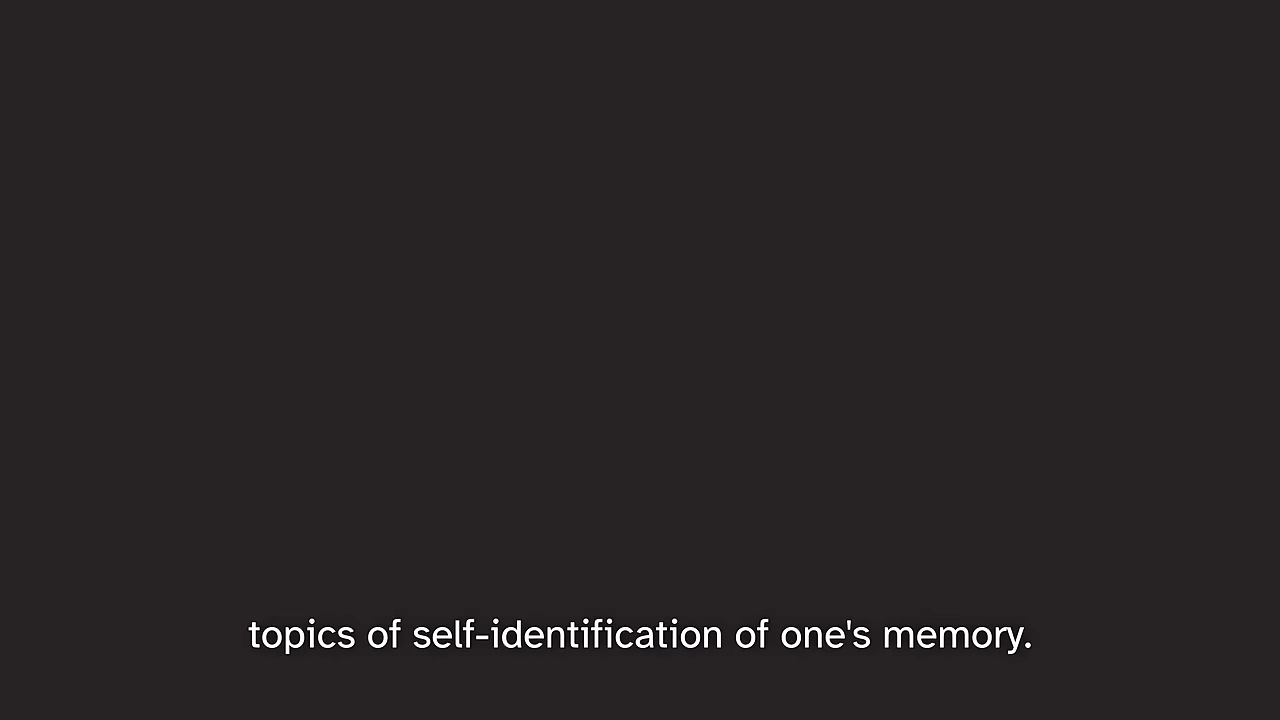 topics of self-identification of one's memory.